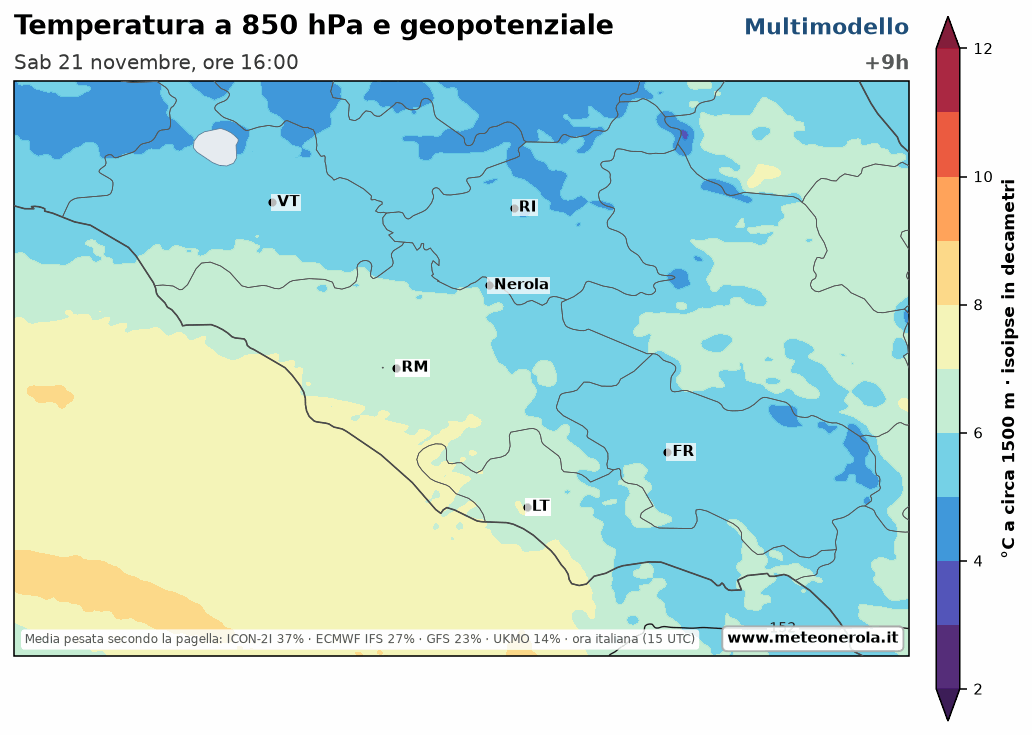 Temperatura a 850 hPa e geopotenziale
Multimodello
Sab 21 novembre, ore 16:00
+9h
VT
RI
Nerola
RM
FR
LT
Media pesata secondo la pagella: ICON-2I 37% · ECMWF IFS 27% · GFS 23% · UKMO 14% · ora italiana (15 UTC)
www.meteonerola.it
12
10
8
6
4
2
°C a circa 1500 m · isoipse in decametri